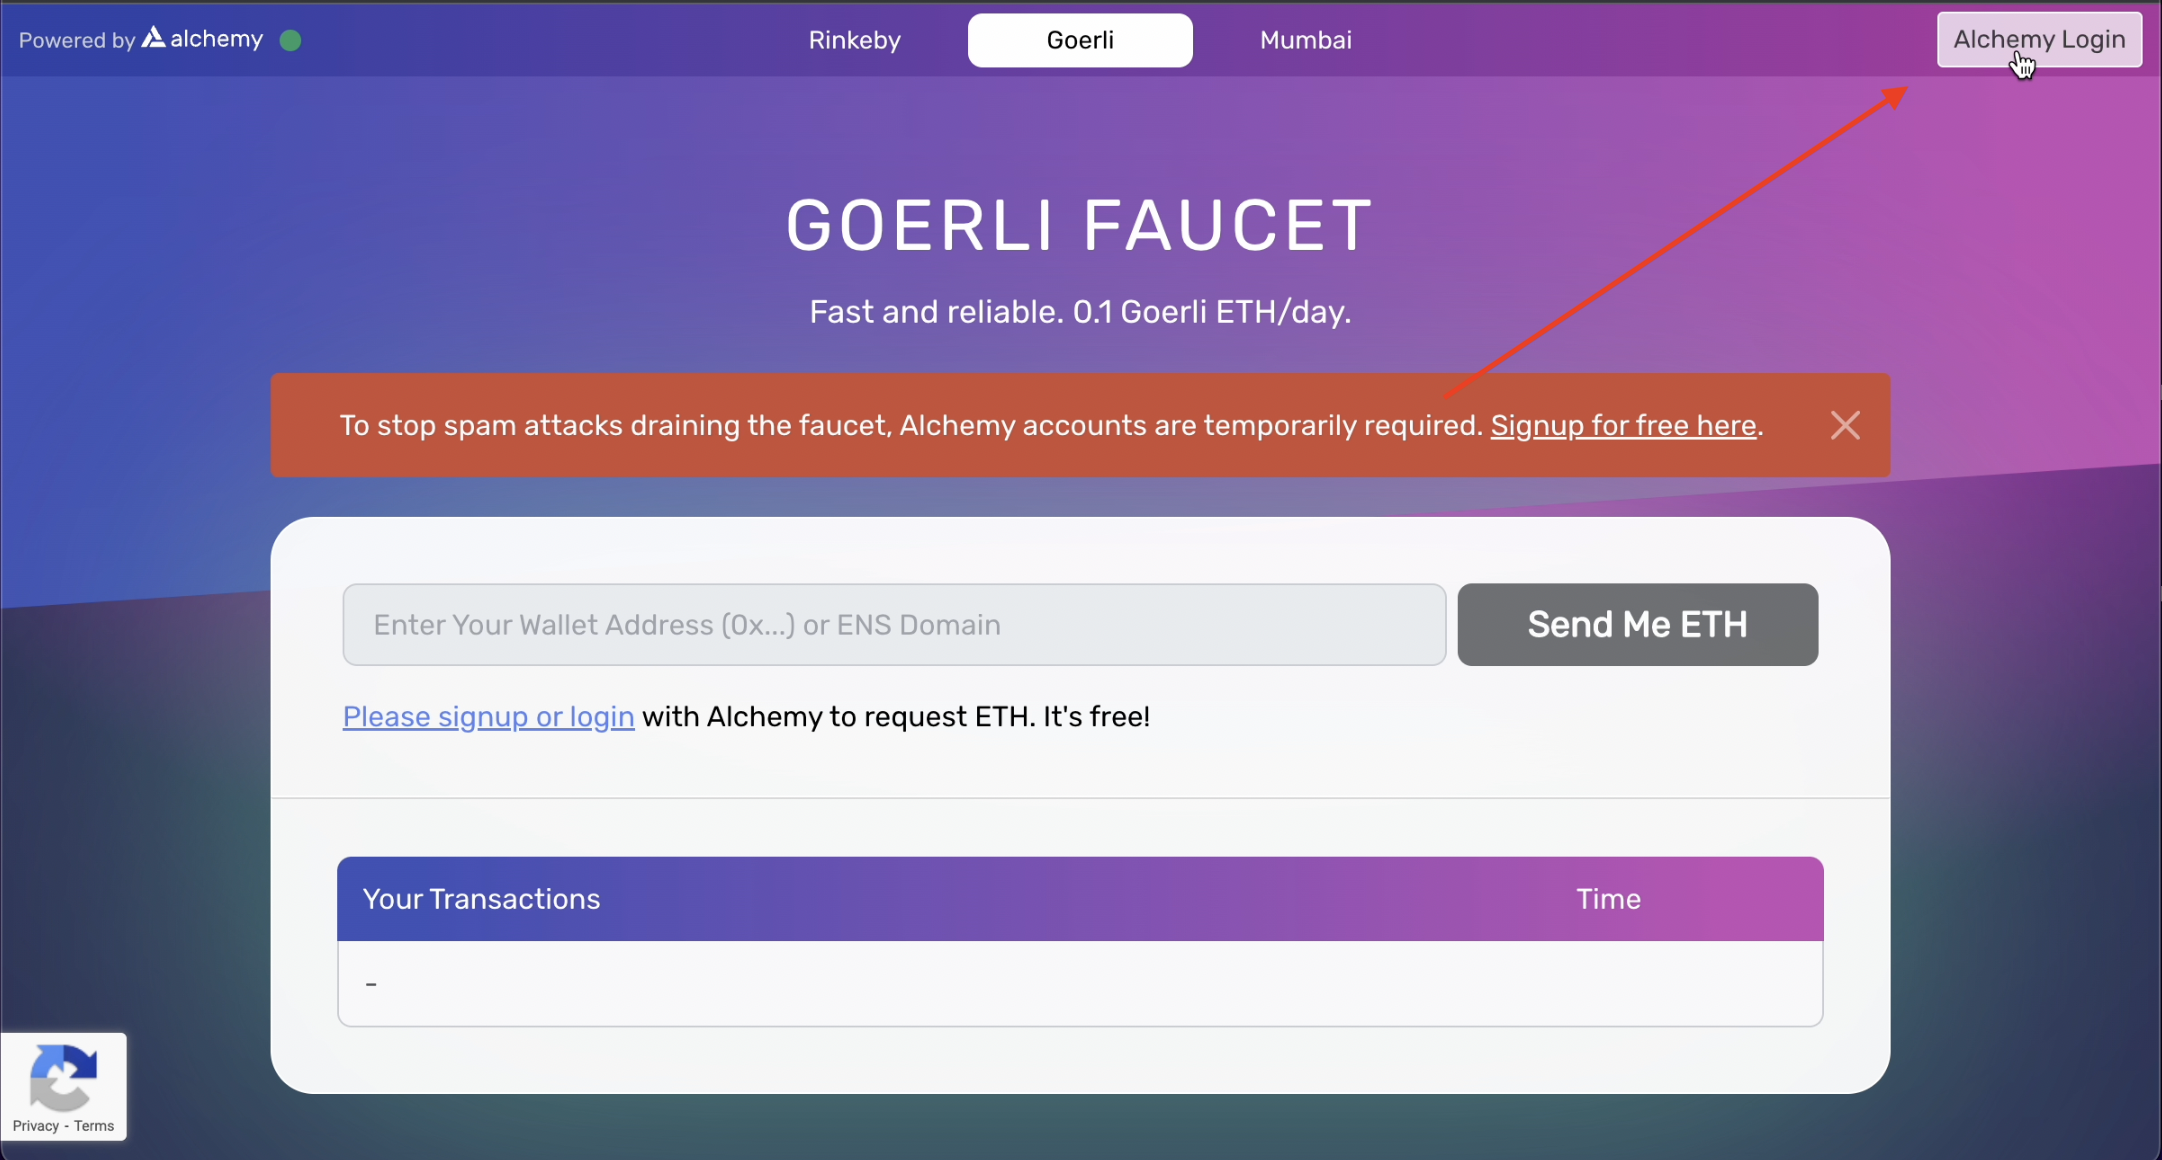 Powered by alchemy
Rinkeby
Goerli
Mumbai
Alchemy Login
GOERLI FAUCET
Fast and reliable. 0.1 Goerli ETH/day.
To stop spam attacks draining the faucet, Alchemy accounts are temporarily required. Signup for free here.
Enter Your Wallet Address (0x...) or ENS Domain
Send Me ETH
Please signup or login with Alchemy to request ETH. It's free!
Your Transactions
Time
-
Privacy - Terms